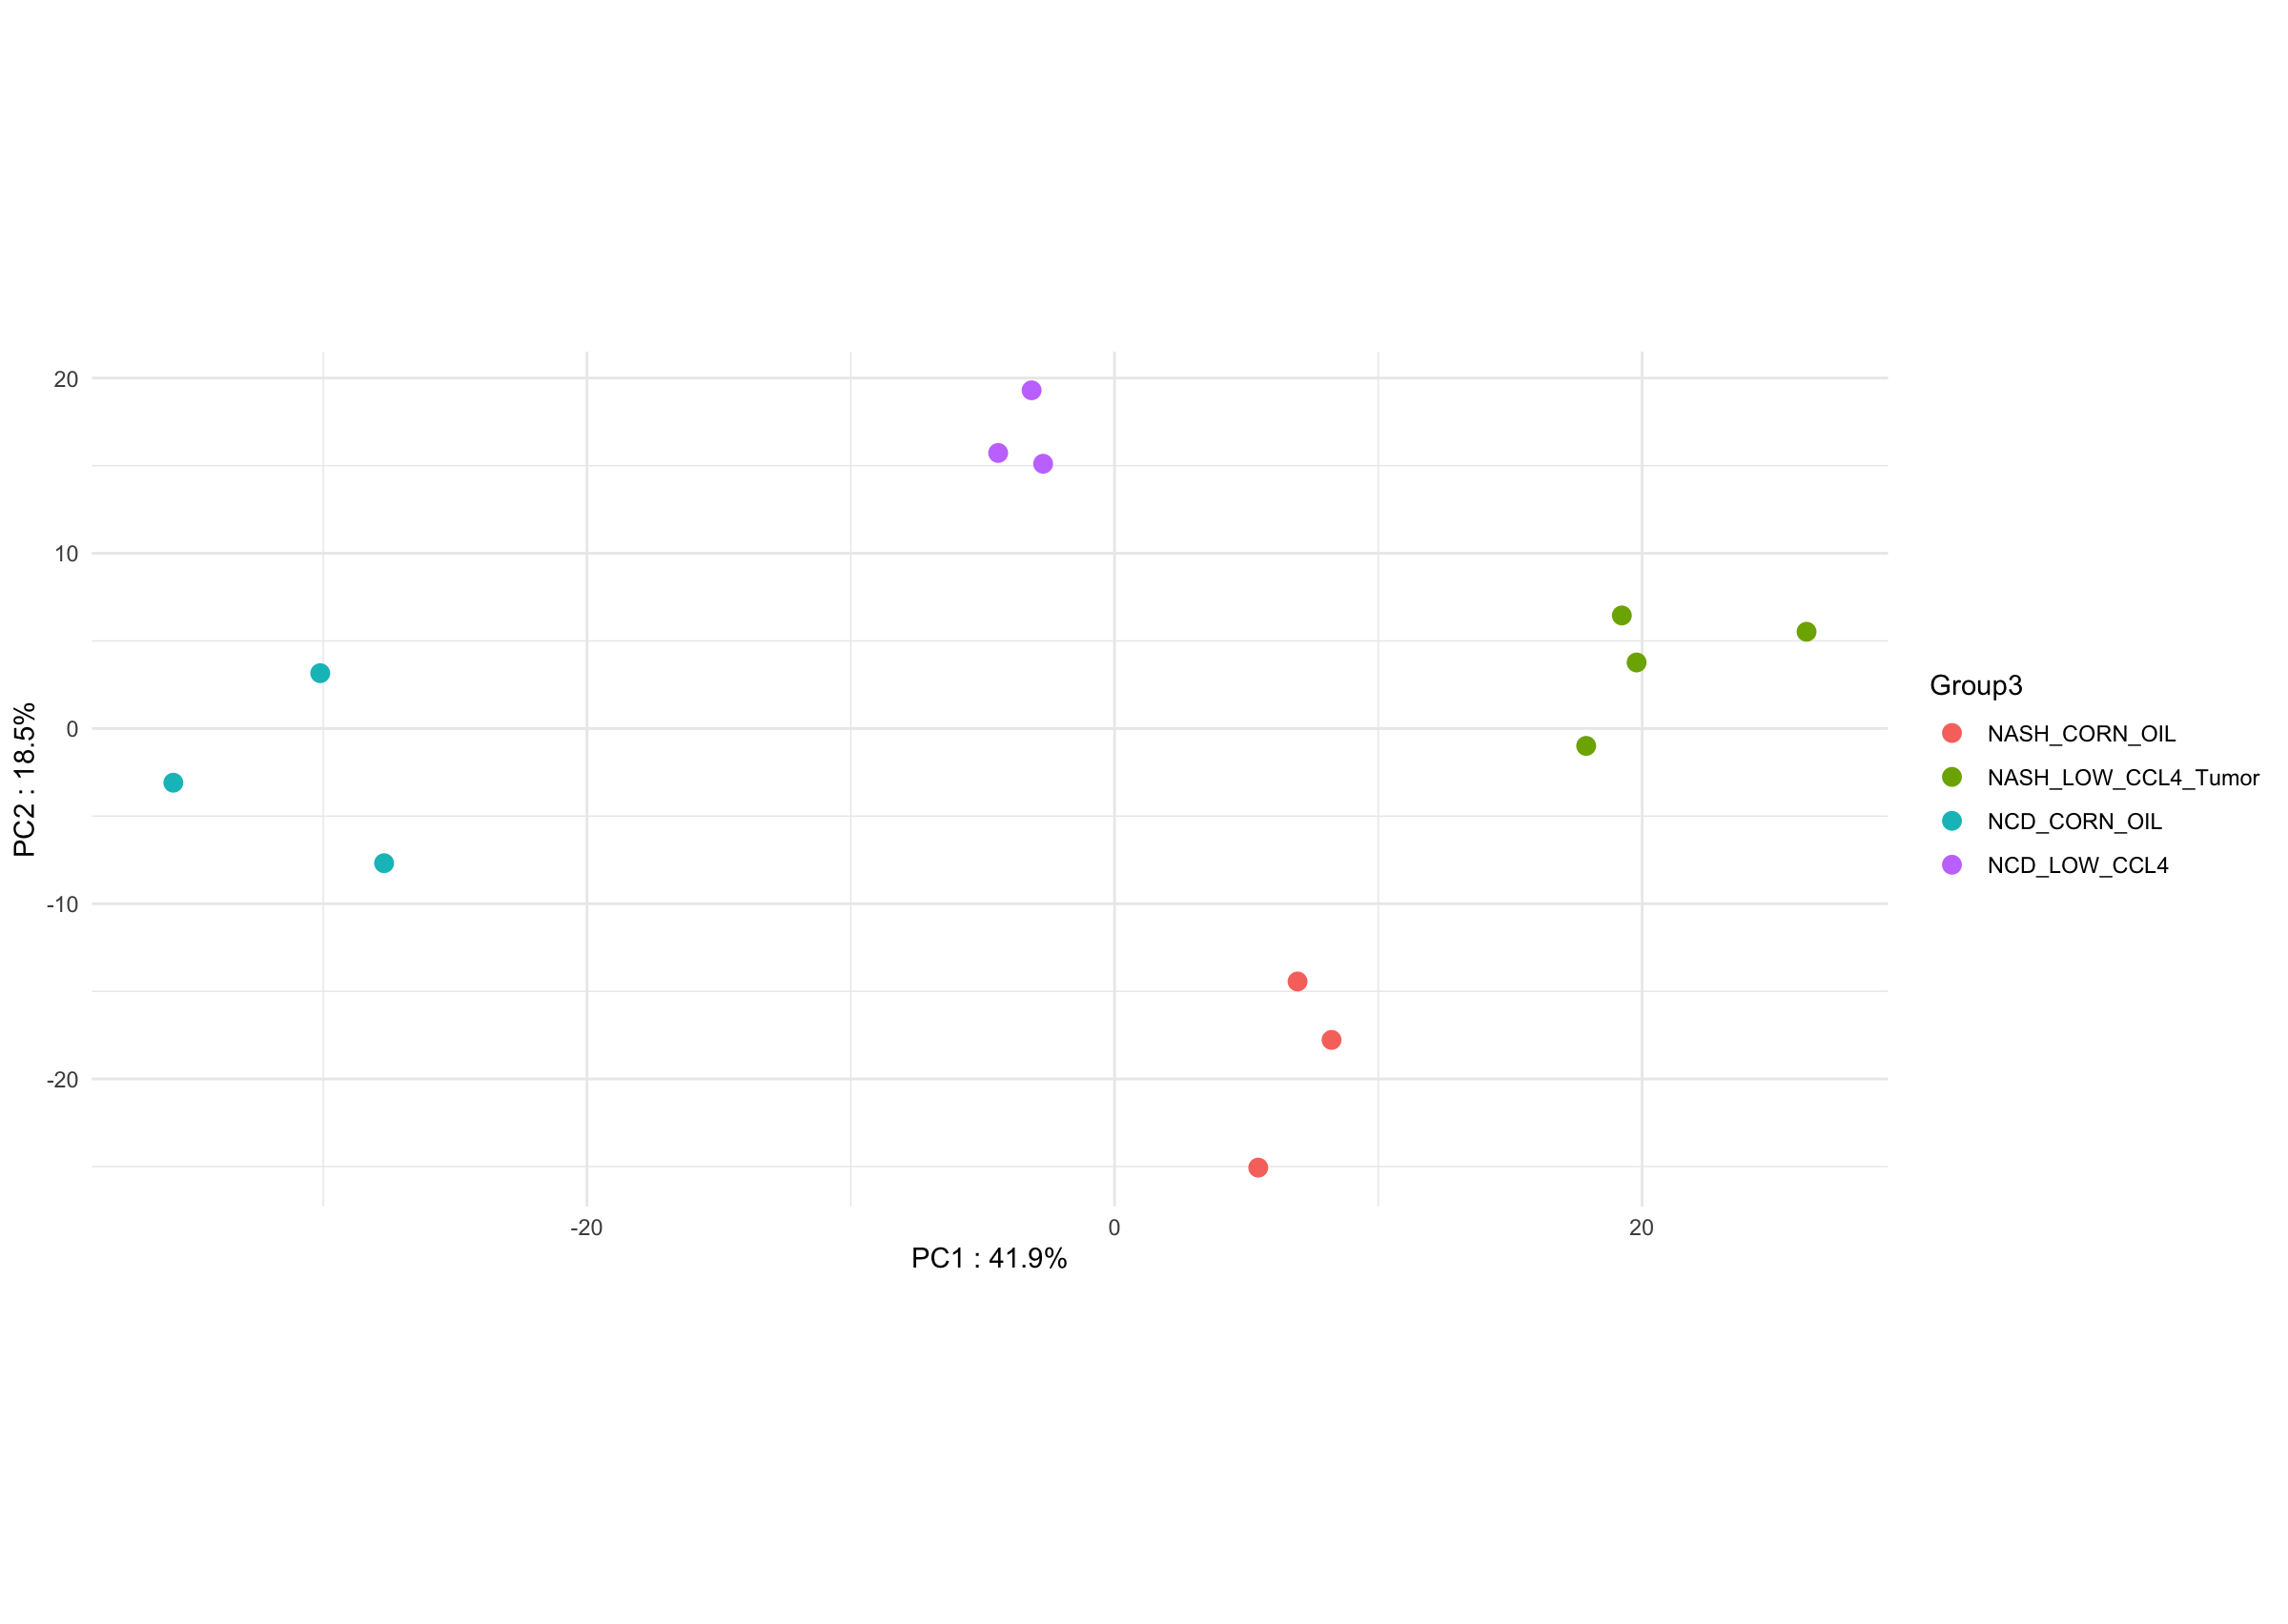 20
10
0
-10
-20
PC2 : 18.5%
-20 0 20
PC1 : 41.9%
Group3
NASH_CORN_OIL
NASH_LOW_CCL4_Tumor
NCD_CORN_OIL
NCD_LOW_CCL4